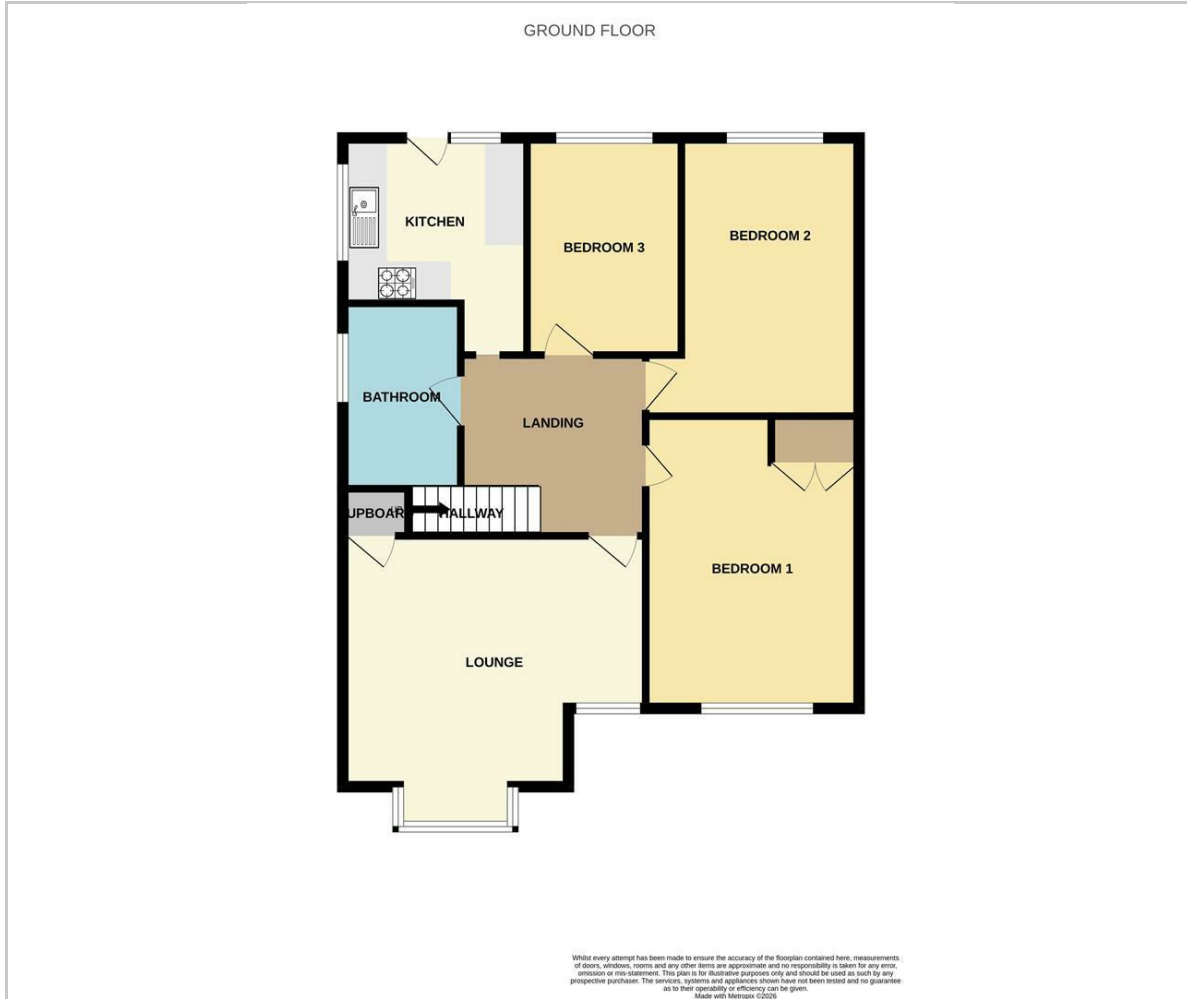 GROUND FLOOR
KITCHEN
BEDROOM 3
BEDROOM 2
BATHROOM
LANDING
UPBOAR
HALLWAY
BEDROOM 1
LOUNGE
Whilst every attempt has been made to ensure the accuracy of the floorplan contained here, measurements
of doors, windows, rooms and any other items are approximate and no responsibility is taken for any error,
omission or mis-statement. This plan is for illustrative purposes only and should be used as such by any
prospective purchaser. The services, systems and appliances shown have not been tested and no guarantee
as to their operability or efficiency can be given.
Made with Metropix ©2026